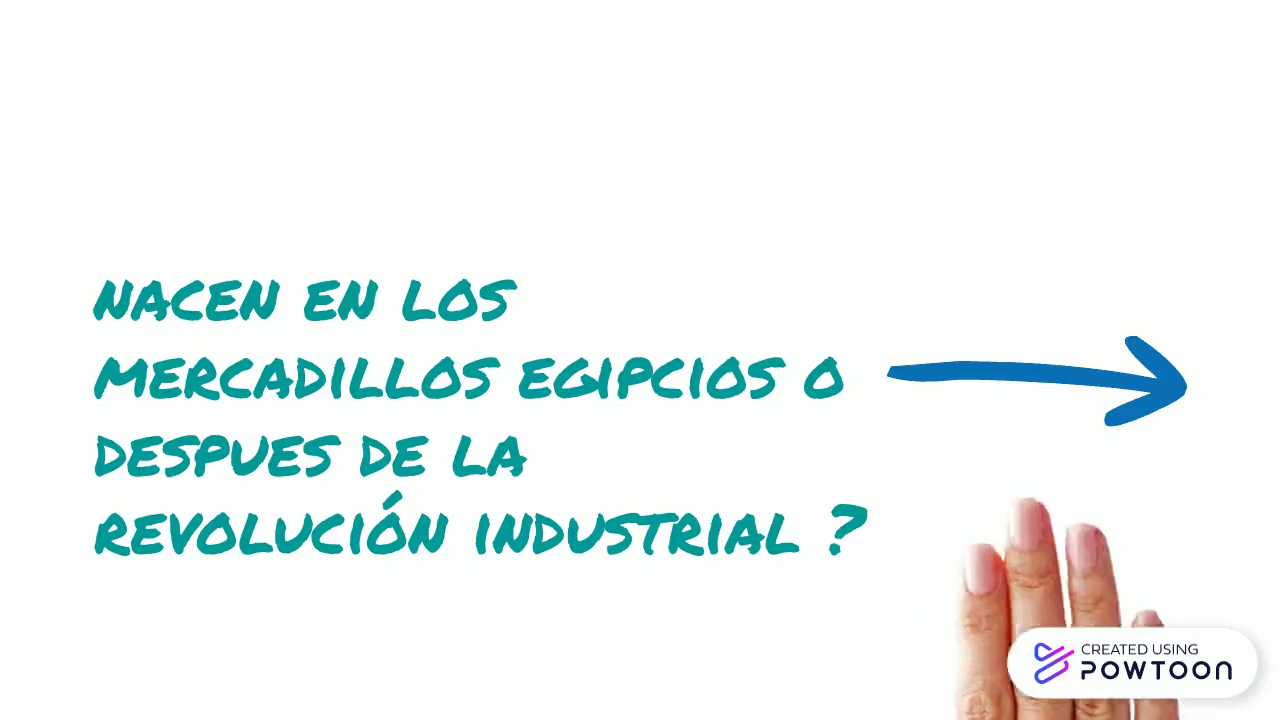 NACEN EN LOS
MERCADILLOS EGIPCIOS O
DESPUES DE LA
REVOLUCIÓN INDUSTRIAL ?
CREATED USING
POWTOON